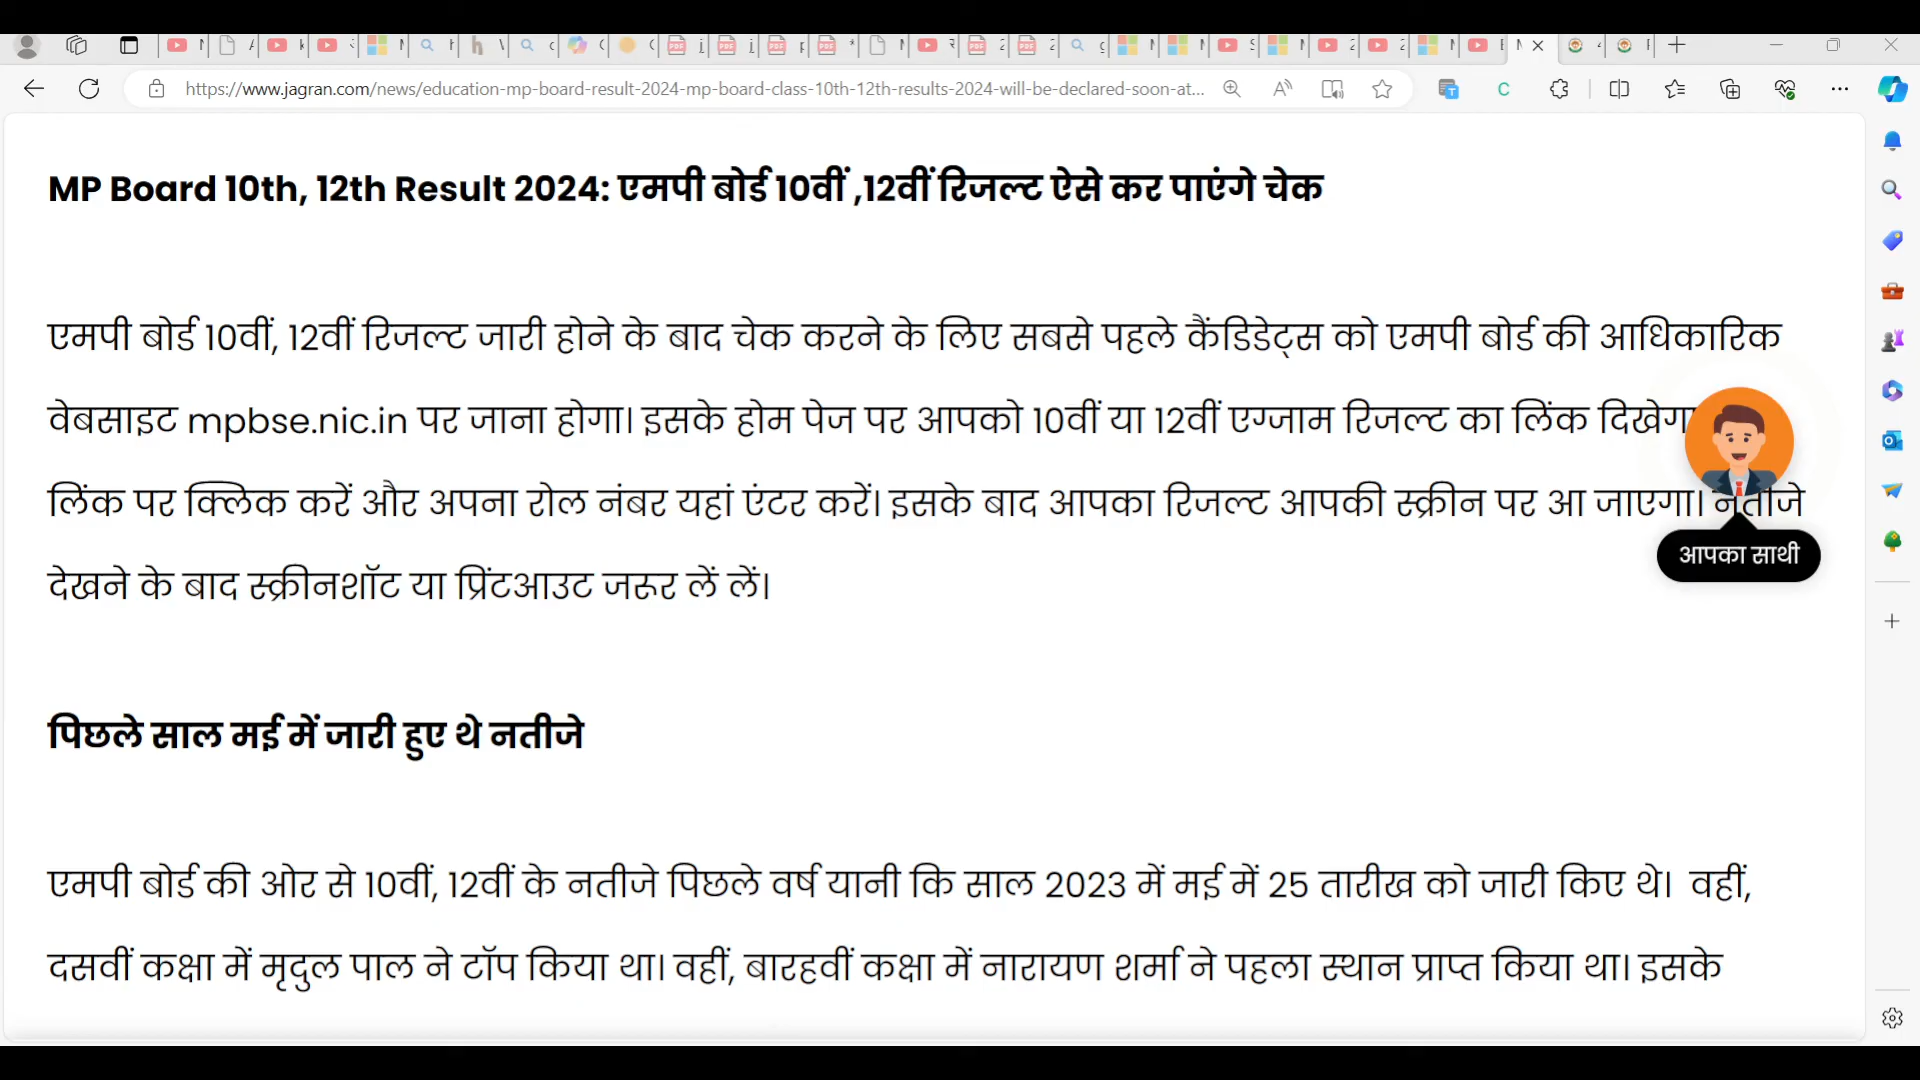 https://www.jagran.com/news/education-mp-board-result-2024-mp-board-class-10th-12th-results-2024-will-be-declared-soon-at...
MP Board 10th, 12th Result 2024: एमपी बोर्ड 10वीं ,12वीं रिजल्ट ऐसे कर पाएंगे चेक
एमपी बोर्ड 10वीं, 12वीं रिजल्ट जारी होने के बाद चेक करने के लिए सबसे पहले कैंडिडेट्स को एमपी बोर्ड की आधिकारिक
वेबसाइट mpbse.nic.in पर जाना होगा। इसके होम पेज पर आपको 10वीं या 12वीं एग्जाम रिजल्ट का लिंक दिखेगा
लिंक पर क्लिक करें और अपना रोल नंबर यहां एंटर करें। इसके बाद आपका रिजल्ट आपकी स्क्रीन पर आ जाएगा। नतीजे
आपका साथी
देखने के बाद स्क्रीनशॉट या प्रिंटआउट जरूर लें लें।
पिछले साल मई में जारी हुए थे नतीजे
एमपी बोर्ड की ओर से 10वीं, 12वीं के नतीजे पिछले वर्ष यानी कि साल 2023 में मई में 25 तारीख को जारी किए थे। वहीं,
दसवीं कक्षा में मृदुल पाल ने टॉप किया था। वहीं, बारहवीं कक्षा में नारायण शर्मा ने पहला स्थान प्राप्त किया था। इसके